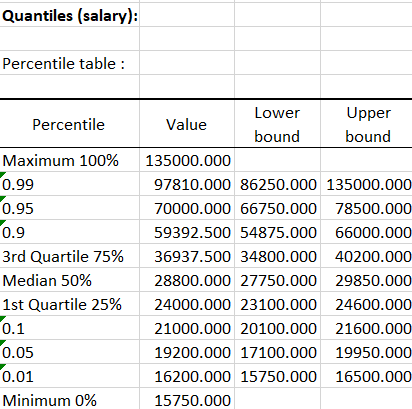 Quantiles (salary):
Percentile table :
Percentile Value Lower bound Upper bound
Maximum 100% 135000.000
0.99 97810.000 86250.000 135000.000
0.95 70000.000 66750.000 78500.000
0.9 59392.500 54875.000 66000.000
3rd Quartile 75% 36937.500 34800.000 40200.000
Median 50% 28800.000 27750.000 29850.000
1st Quartile 25% 24000.000 23100.000 24600.000
0.1 21000.000 20100.000 21600.000
0.05 19200.000 17100.000 19950.000
0.01 16200.000 15750.000 16500.000
Minimum 0% 15750.000